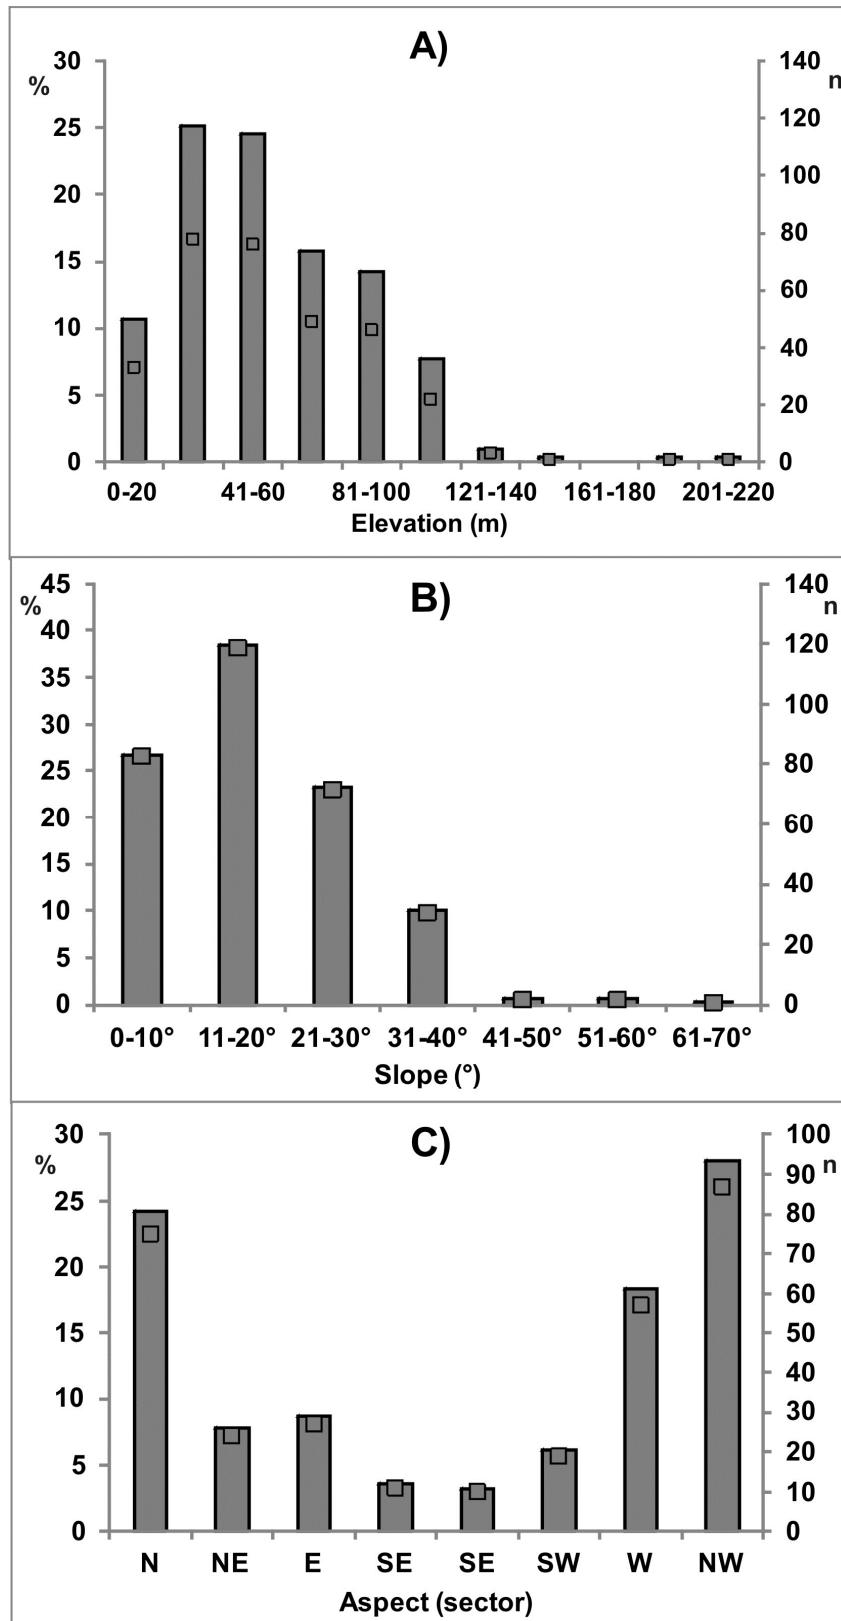 A)
30 140
% n
25 120
20 100
15 80
10 60
5 40
0 20
0
0-20 41-60 81-100 121-140 161-180 201-220
Elevation (m)
B)
45 140
% n
40 120
35 100
30 80
25 60
20 40
15 20
10 0
5
0
0-10° 11-20° 21-30° 31-40° 41-50° 51-60° 61-70°
Slope (°)
C)
30 100
% 90 n
25 80
20 70
15 60
10 50
5 40
0 30
20
10
0
N NE E SE SE SW W NW
Aspect (sector)